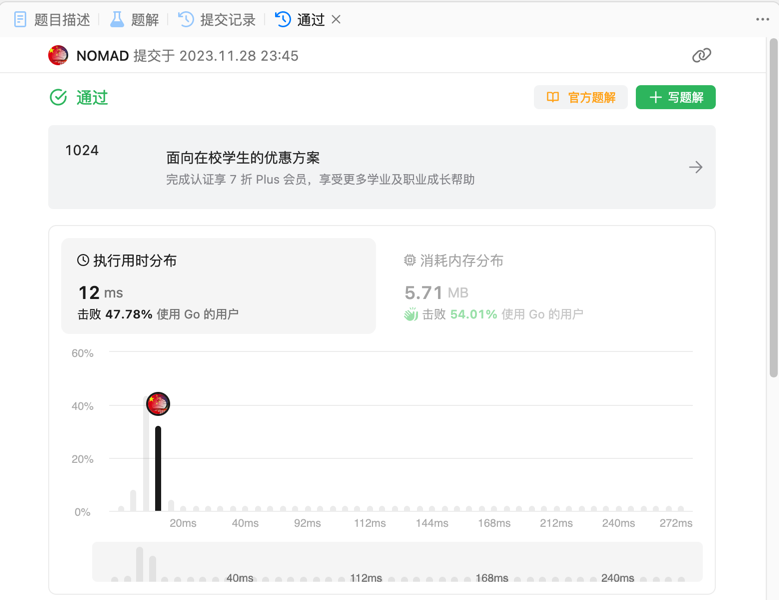 题目描述 题解 提交记录 通过
NOMAD 提交于 2023.11.28 23:45
通过 官方题解 写题解
1024
面向在校学生的优惠方案
完成认证享 7 折 Plus 会员，享受更多学业及职业成长帮助
执行用时分布 消耗内存分布
12 ms 5.71 MB
击败 47.78% 使用 Go 的用户 击败 54.01% 使用 Go 的用户
60%
40%
20%
0%
20ms 40ms 92ms 112ms 144ms 168ms 212ms 240ms 272ms
40ms 112ms 168ms 240ms